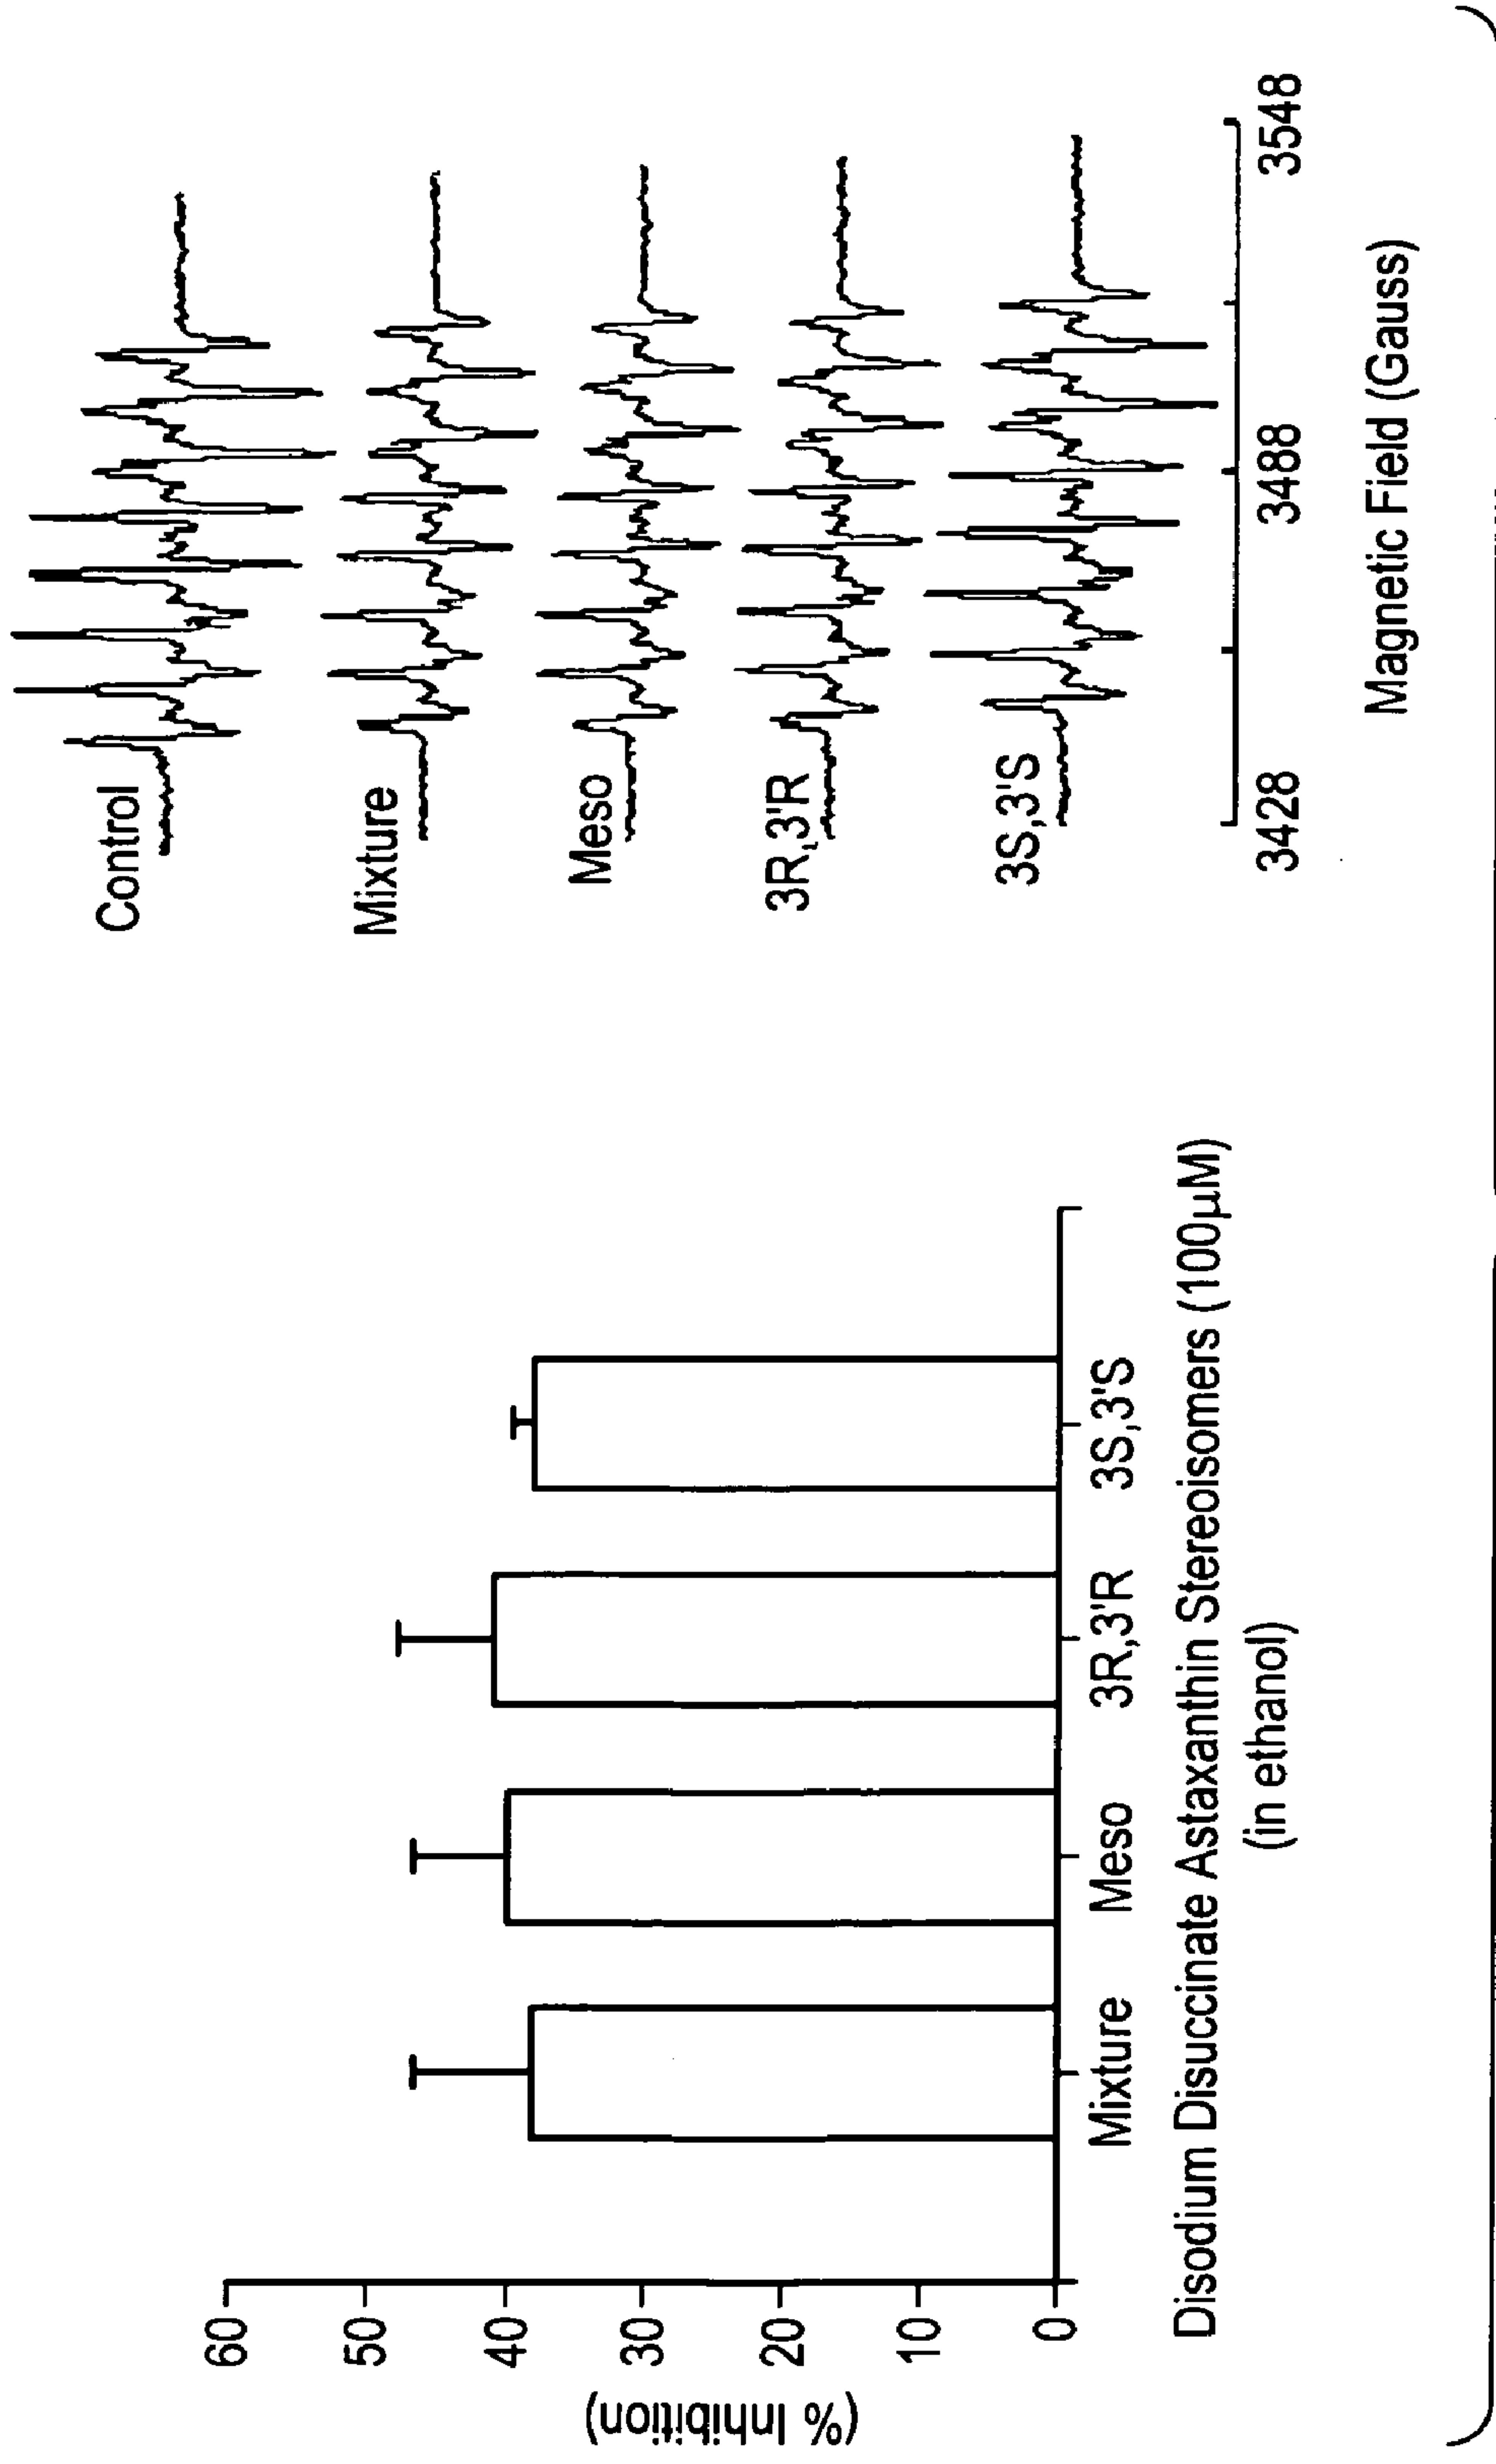 (% Inhibition)
60
50
40
30
20
10
0
Mixture Meso 3R,3'R 3S,3'S
Disodium Disuccinate Astaxanthin Stereoisomers (100µM)
(in ethanol)
Control
Mixture
Meso
3R,3'R
3S,3'S
3428 3488 3548
Magnetic Field (Gauss)